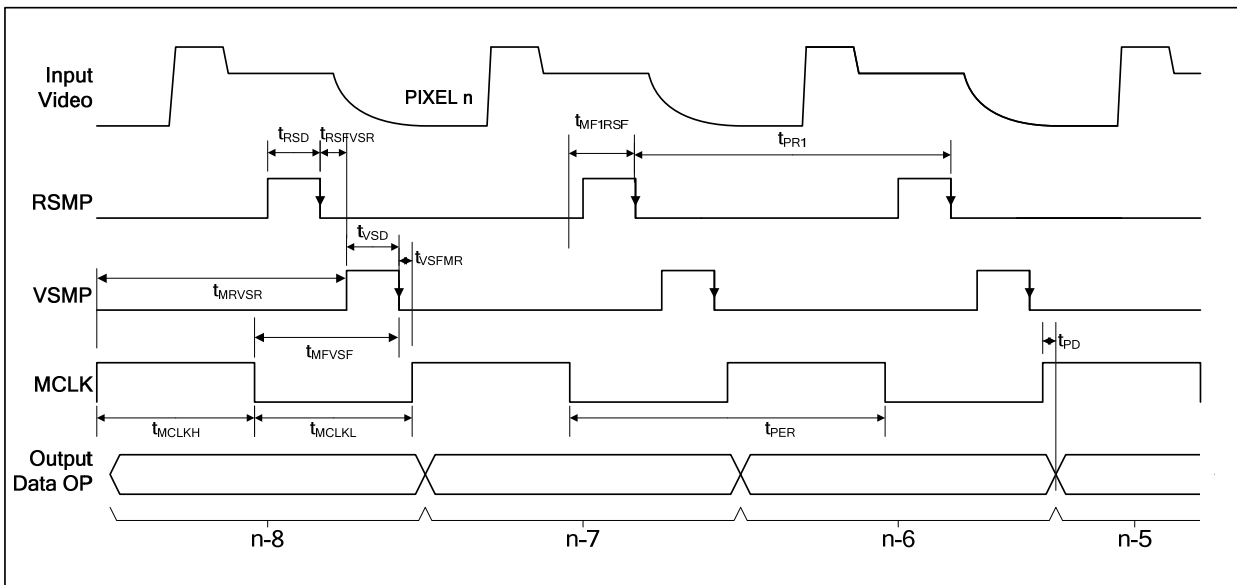 Input
Video
PIXEL n
tRSD
tRSFVSR
tMF1RSF
tPR1
RSMP
tVSD
tVSFMR
tMRVSR
VSMP
tMFVSF
tPD
MCLK
tMCLKH
tMCLKL
tPER
Output
Data OP
n-8
n-7
n-6
n-5